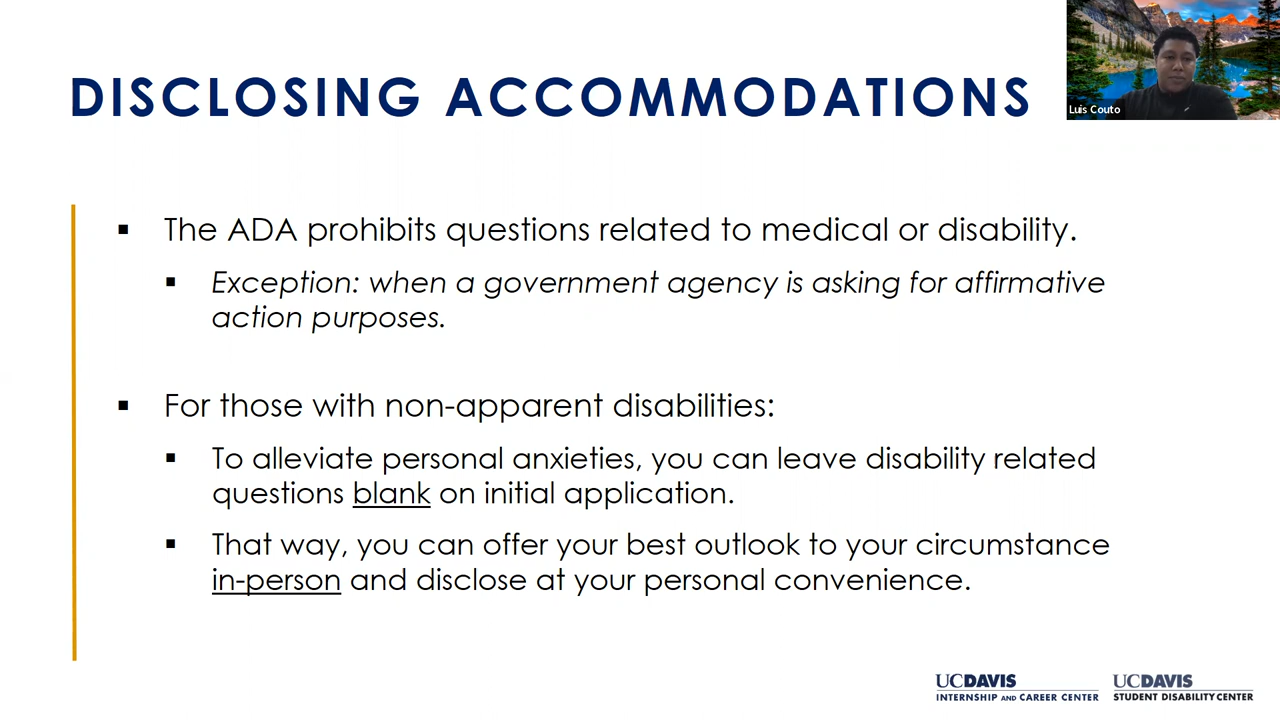 DISCLOSING ACCOMMODATIONS
Luis Couto
▪ The ADA prohibits questions related to medical or disability.
▪ Exception: when a government agency is asking for affirmative
action purposes.
▪ For those with non-apparent disabilities:
▪ To alleviate personal anxieties, you can leave disability related
questions blank on initial application.
▪ That way, you can offer your best outlook to your circumstance
in-person and disclose at your personal convenience.
UCDAVIS
INTERNSHIP AND CAREER CENTER
UCDAVIS
STUDENT DISABILITY CENTER